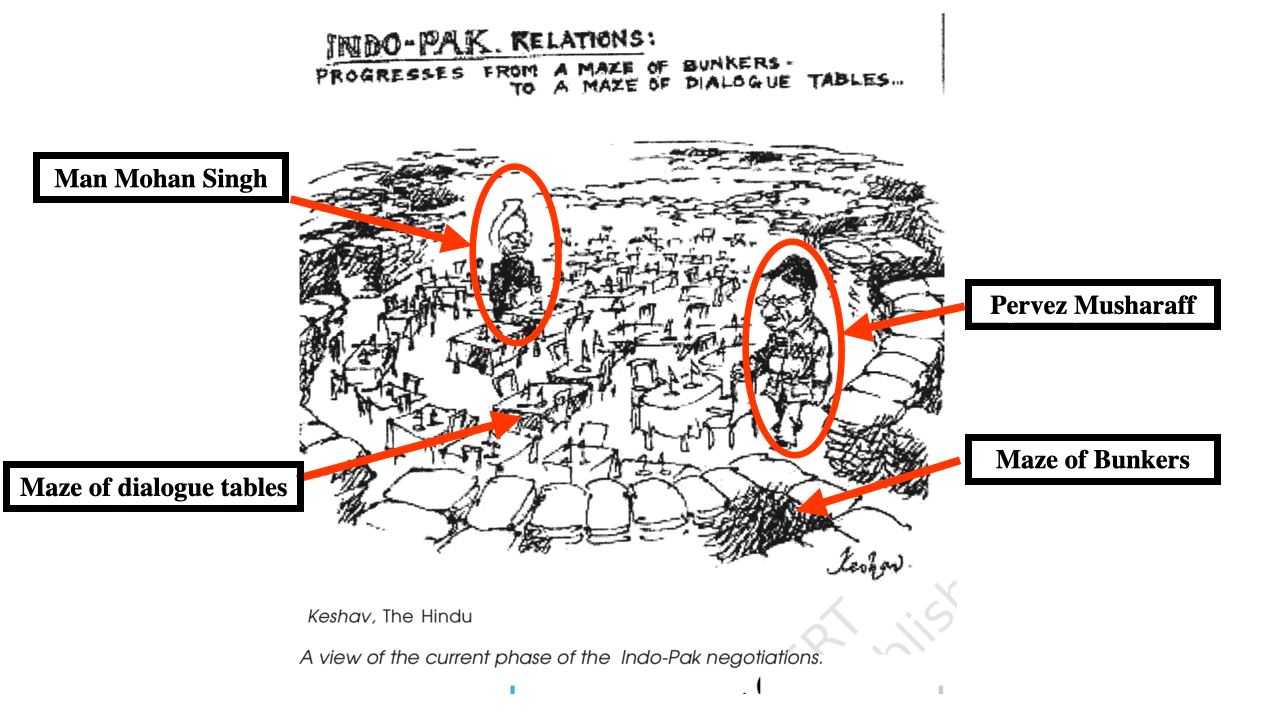 INDO-PAK. RELATIONS:
PROGRESSES FROM A MAZE OF BUNKERS -
TO A MAZE OF DIALOGUE TABLES...
Man Mohan Singh
Pervez Musharaff
Maze of Bunkers
Maze of dialogue tables
Keshav.
Keshav, The Hindu
A view of the current phase of the Indo-Pak negotiations.